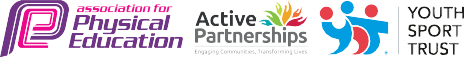 association for
Physical
Education
Active
Partnerships
Engaging Communities, Transforming Lives
YOUTH
SPORT
TRUST